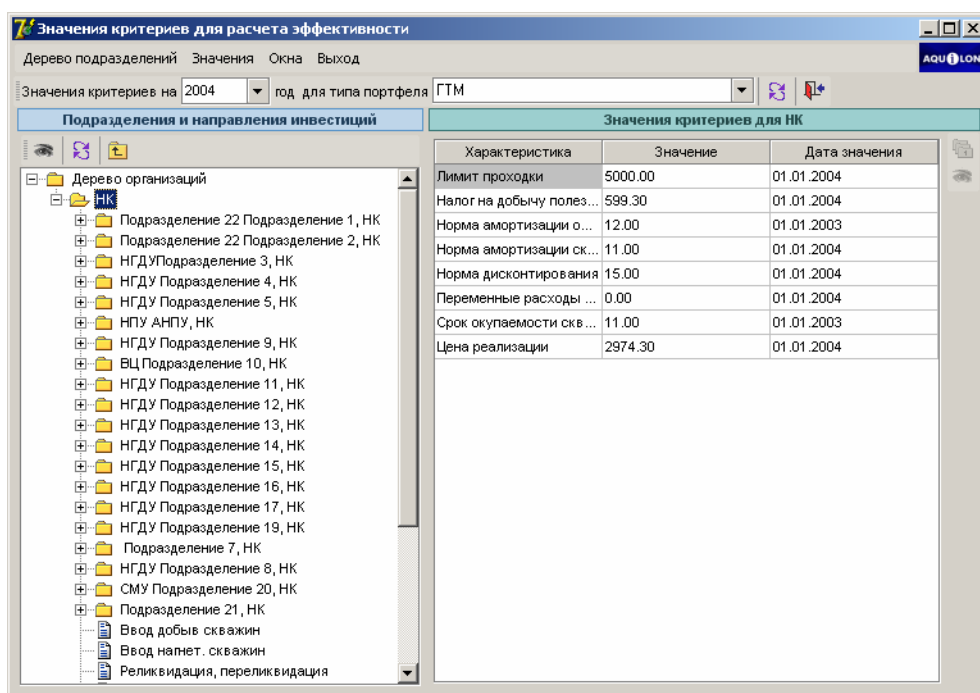 Значения критериев для расчета эффективности
Дерево подразделений Значения Окна Выход
AQUILON
Значения критериев на 2004 год для типа портфеля ГТМ
Подразделения и направления инвестиций
Значения критериев для НК
Дерево организаций
НК
Подразделение 22 Подразделение 1, НК
Подразделение 22 Подразделение 2, НК
НГДУПодразделение 3, НК
НГДУ Подразделение 4, НК
НГДУ Подразделение 5, НК
НПУ АНПУ, НК
НГДУ Подразделение 9, НК
ВЦ Подразделение 10, НК
НГДУ Подразделение 11, НК
НГДУ Подразделение 12, НК
НГДУ Подразделение 13, НК
НГДУ Подразделение 14, НК
НГДУ Подразделение 15, НК
НГДУ Подразделение 16, НК
НГДУ Подразделение 17, НК
НГДУ Подразделение 19, НК
Подразделение 7, НК
НГДУ Подразделение 8, НК
СМУ Подразделение 20, НК
Подразделение 21, НК
Ввод добыв скважин
Ввод нагнет. скважин
Реликвидация, переликвидация
Характеристика Значение Дата значения
Лимит проходки 5000.00 01.01.2004
Налог на добычу полез... 599.30 01.01.2004
Норма амортизации о... 12.00 01.01.2003
Норма амортизации ск... 11.00 01.01.2004
Норма дисконтирования 15.00 01.01.2004
Переменные расходы ... 0.00 01.01.2004
Срок окупаемости скв... 11.00 01.01.2003
Цена реализации 2974.30 01.01.2004